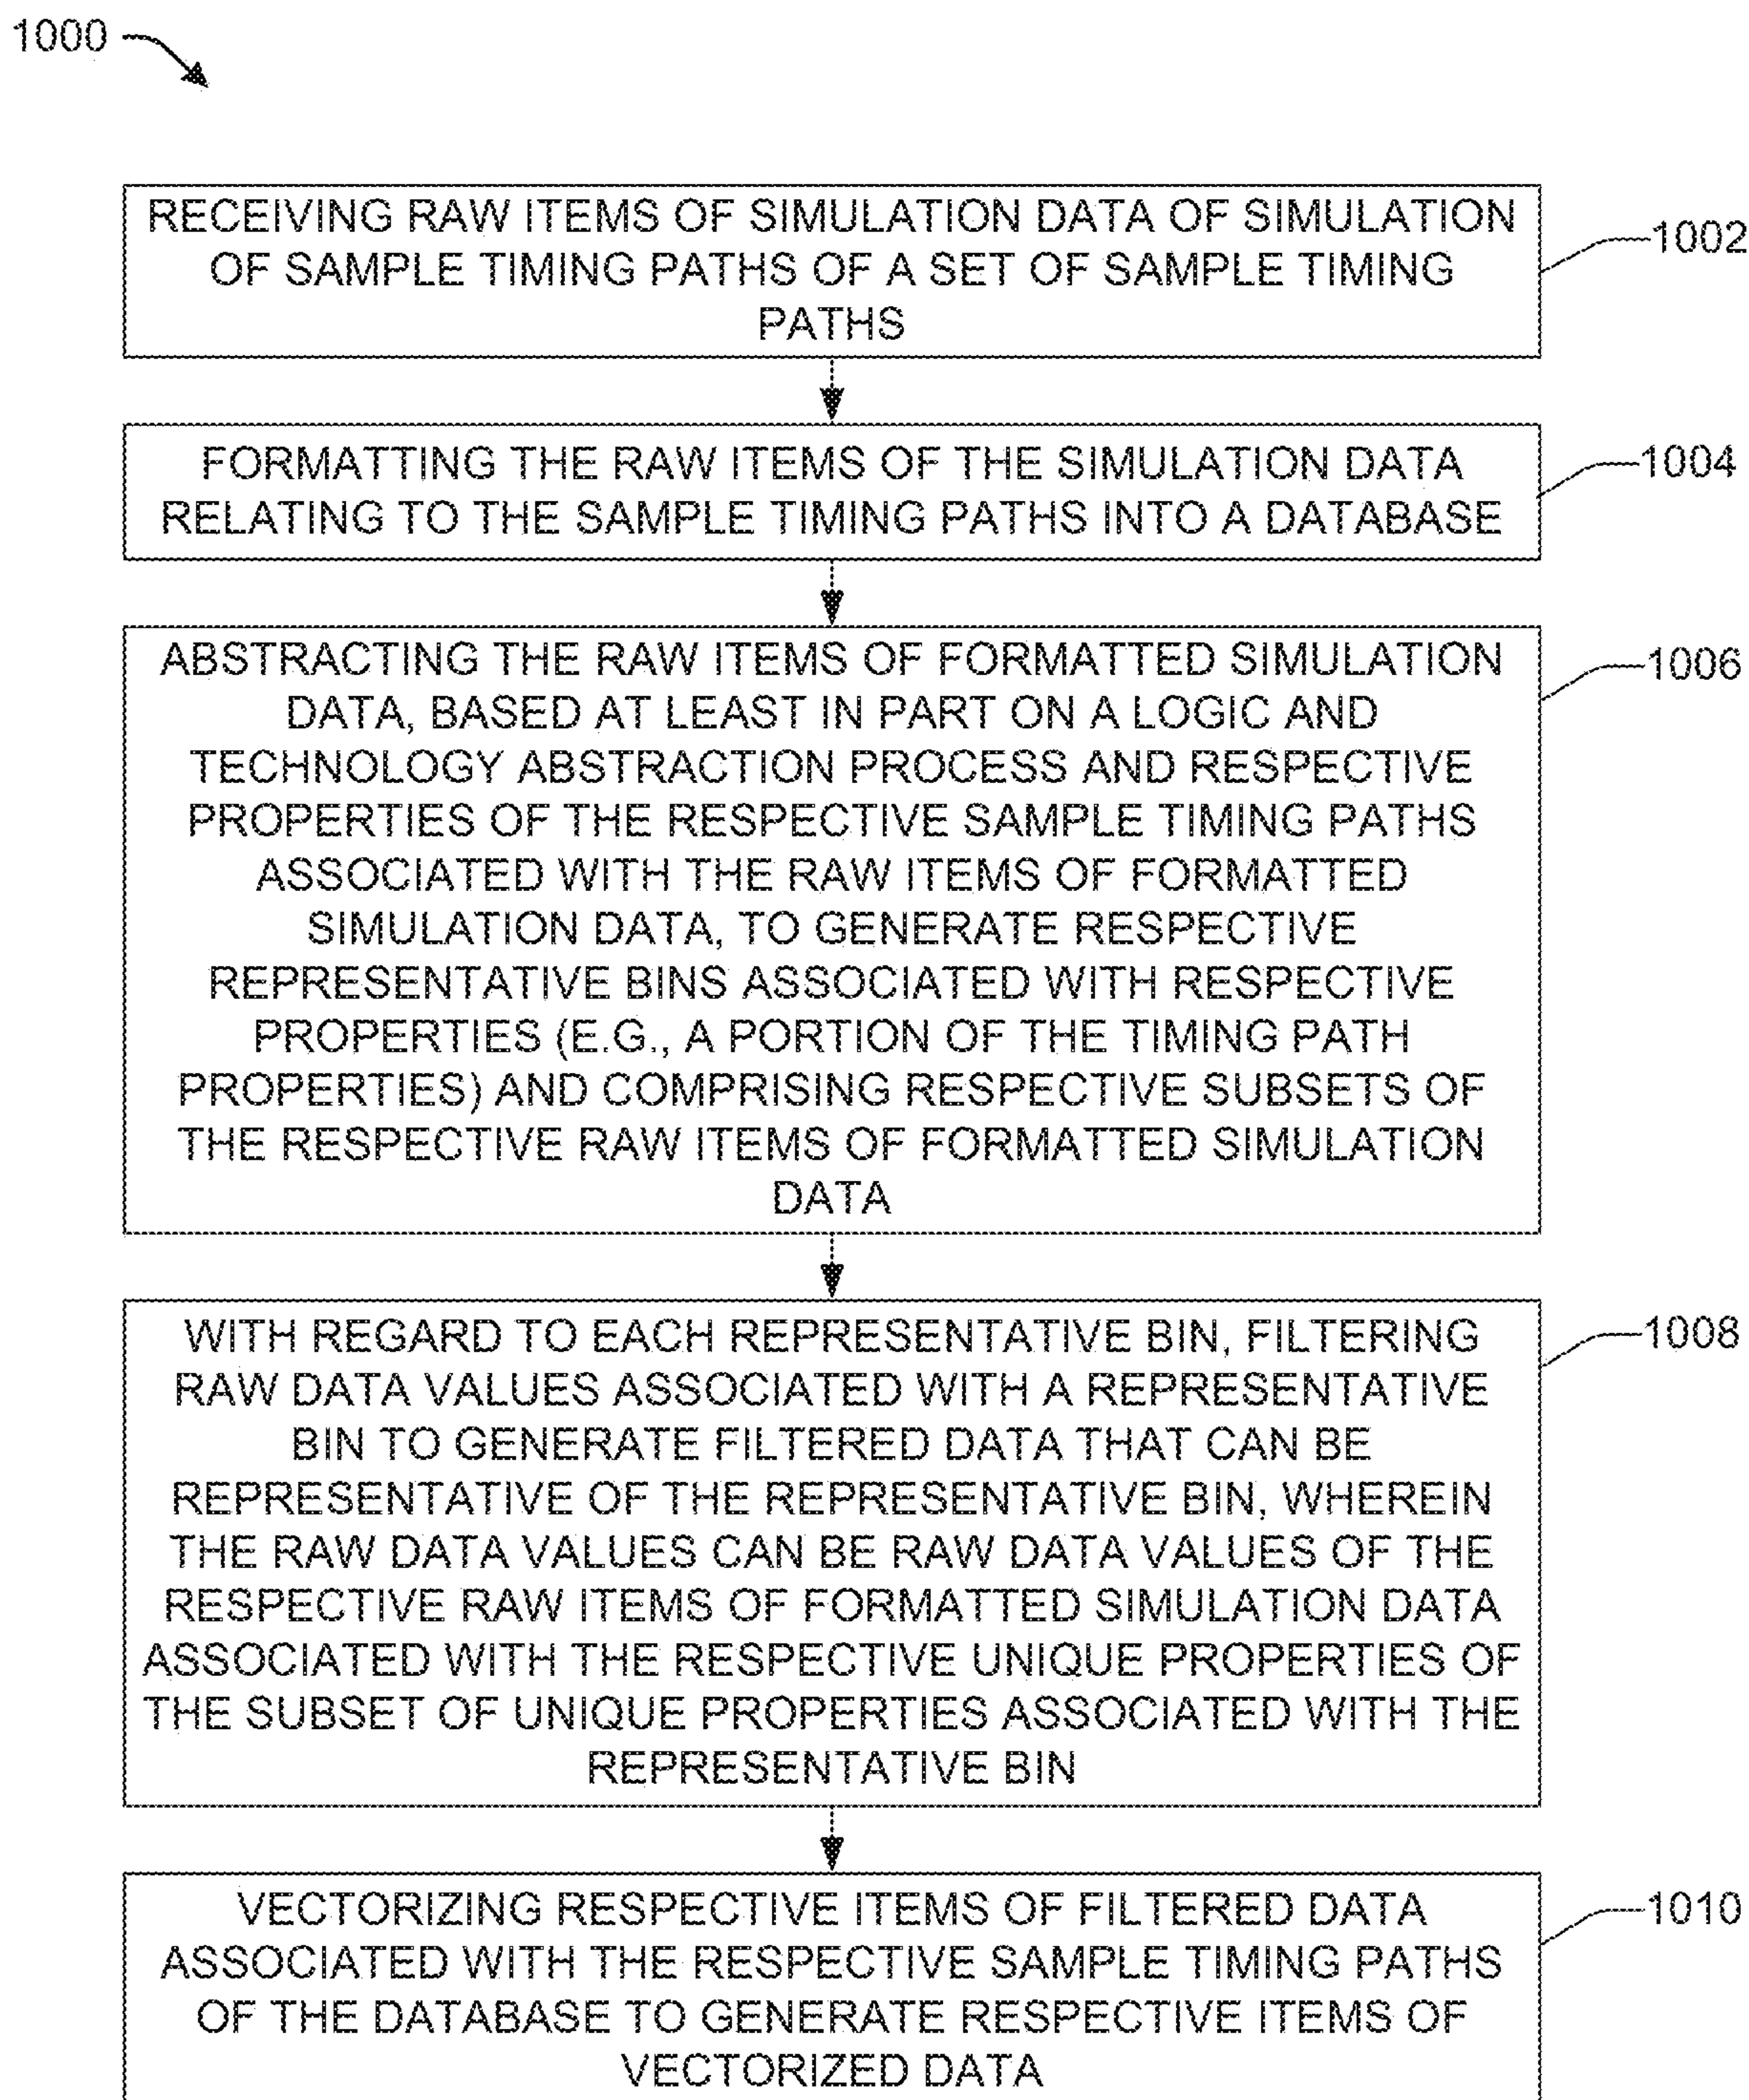 1000
RECEIVING RAW ITEMS OF SIMULATION DATA OF SIMULATION
OF SAMPLE TIMING PATHS OF A SET OF SAMPLE TIMING
PATHS
1002
FORMATTING THE RAW ITEMS OF THE SIMULATION DATA
RELATING TO THE SAMPLE TIMING PATHS INTO A DATABASE
1004
ABSTRACTING THE RAW ITEMS OF FORMATTED SIMULATION
DATA, BASED AT LEAST IN PART ON A LOGIC AND
TECHNOLOGY ABSTRACTION PROCESS AND RESPECTIVE
PROPERTIES OF THE RESPECTIVE SAMPLE TIMING PATHS
ASSOCIATED WITH THE RAW ITEMS OF FORMATTED
SIMULATION DATA, TO GENERATE RESPECTIVE
REPRESENTATIVE BINS ASSOCIATED WITH RESPECTIVE
PROPERTIES (E.G., A PORTION OF THE TIMING PATH
PROPERTIES) AND COMPRISING RESPECTIVE SUBSETS OF
THE RESPECTIVE RAW ITEMS OF FORMATTED SIMULATION
DATA
1006
WITH REGARD TO EACH REPRESENTATIVE BIN, FILTERING
RAW DATA VALUES ASSOCIATED WITH A REPRESENTATIVE
BIN TO GENERATE FILTERED DATA THAT CAN BE
REPRESENTATIVE OF THE REPRESENTATIVE BIN, WHEREIN
THE RAW DATA VALUES CAN BE RAW DATA VALUES OF THE
RESPECTIVE RAW ITEMS OF FORMATTED SIMULATION DATA
ASSOCIATED WITH THE RESPECTIVE UNIQUE PROPERTIES OF
THE SUBSET OF UNIQUE PROPERTIES ASSOCIATED WITH THE
REPRESENTATIVE BIN
1008
VECTORIZING RESPECTIVE ITEMS OF FILTERED DATA
ASSOCIATED WITH THE RESPECTIVE SAMPLE TIMING PATHS
OF THE DATABASE TO GENERATE RESPECTIVE ITEMS OF
VECTORIZED DATA
1010